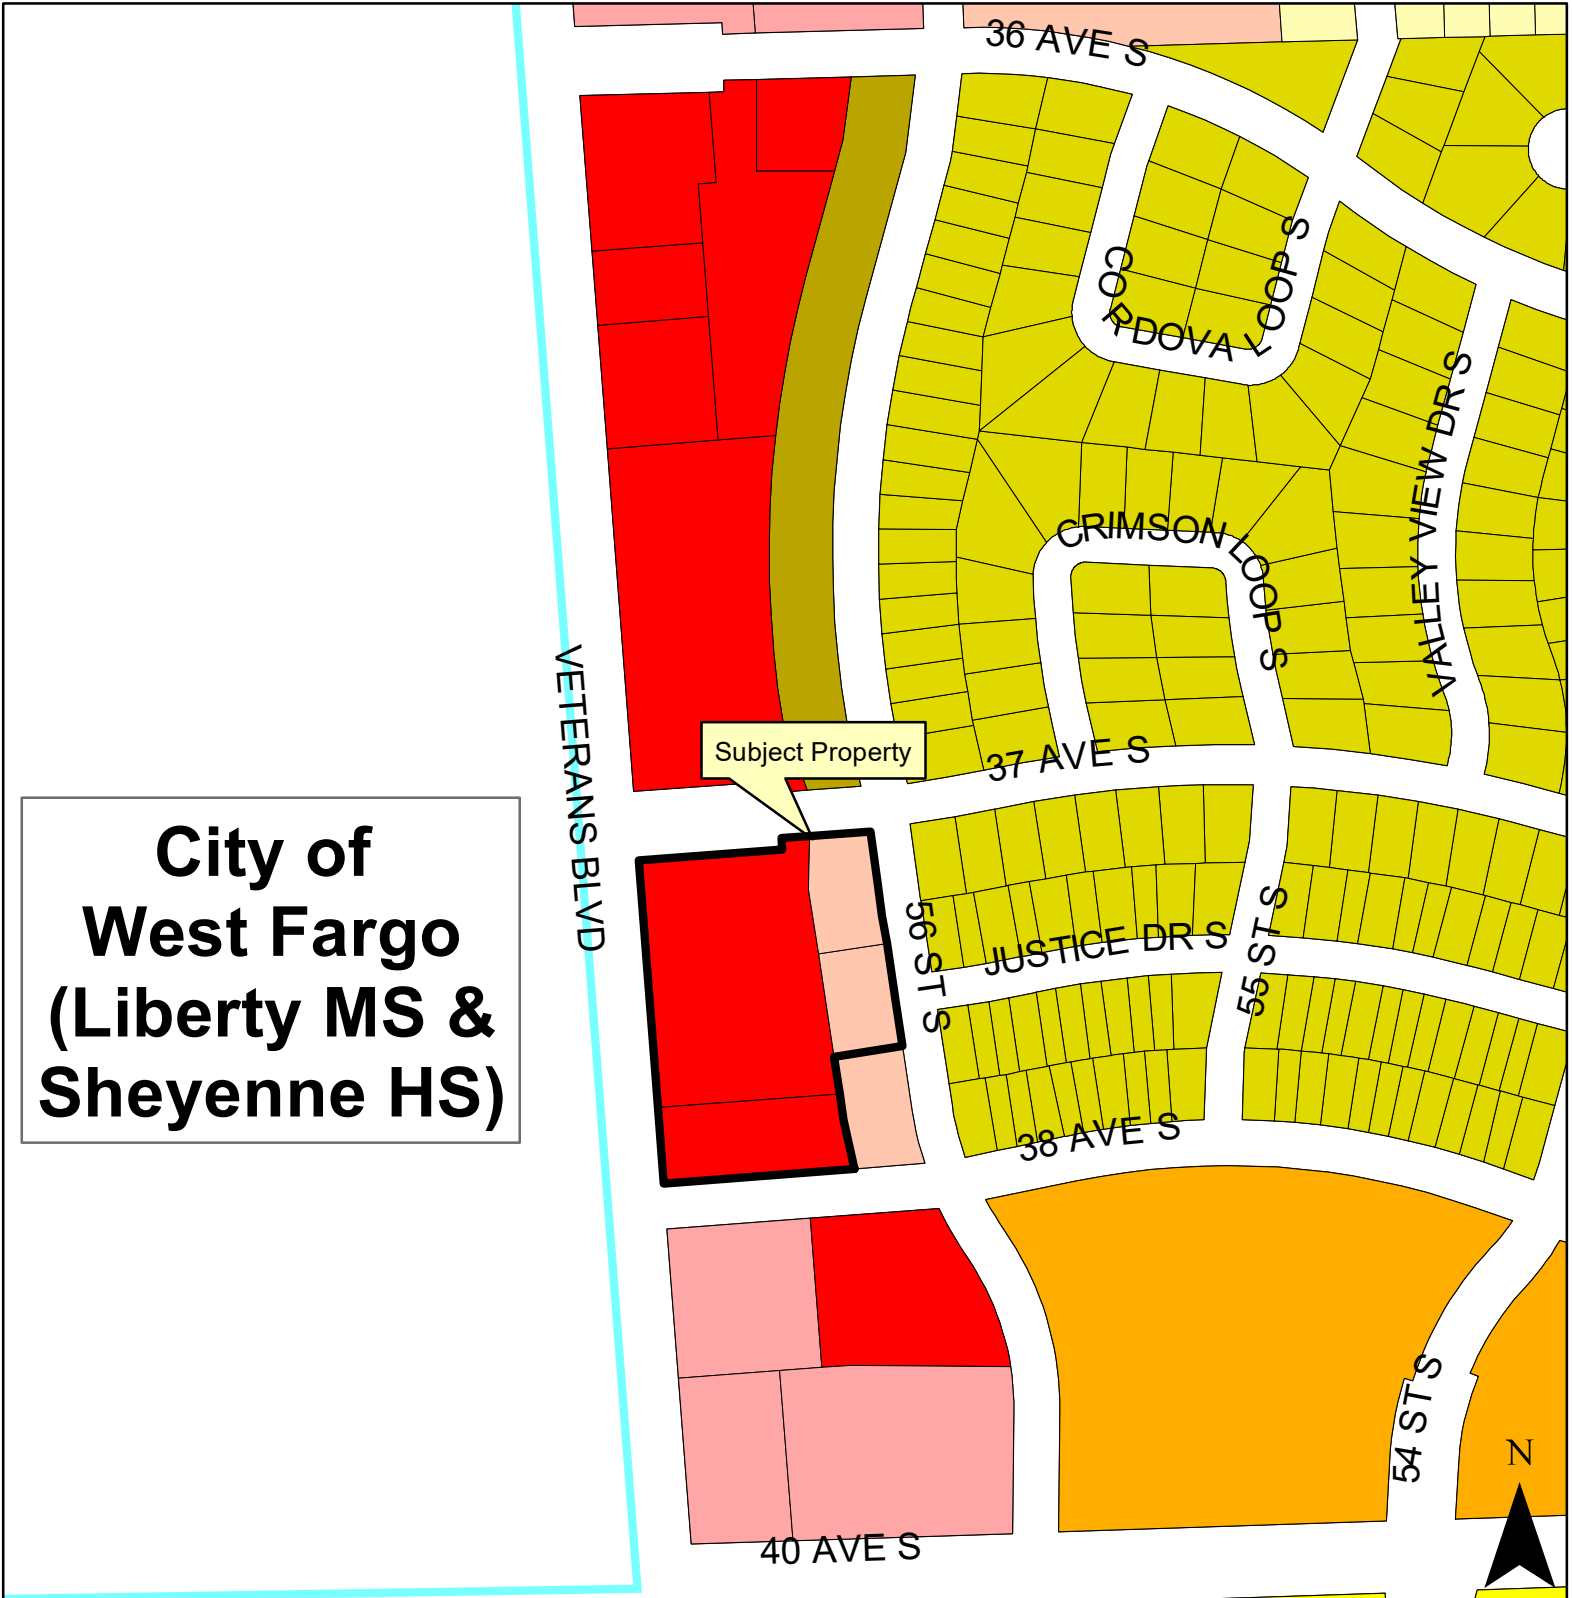 36 AVE S
CORDOVA LOOP S
VALLEY VIEW DR S
CRIMSON LOOP S
VETERANS BLVD
Subject Property
37 AVE S
City of
West Fargo
(Liberty MS &
Sheyenne HS)
56 ST S
JUSTICE DR S
55 ST S
38 AVE S
54 ST S
N
40 AVE S